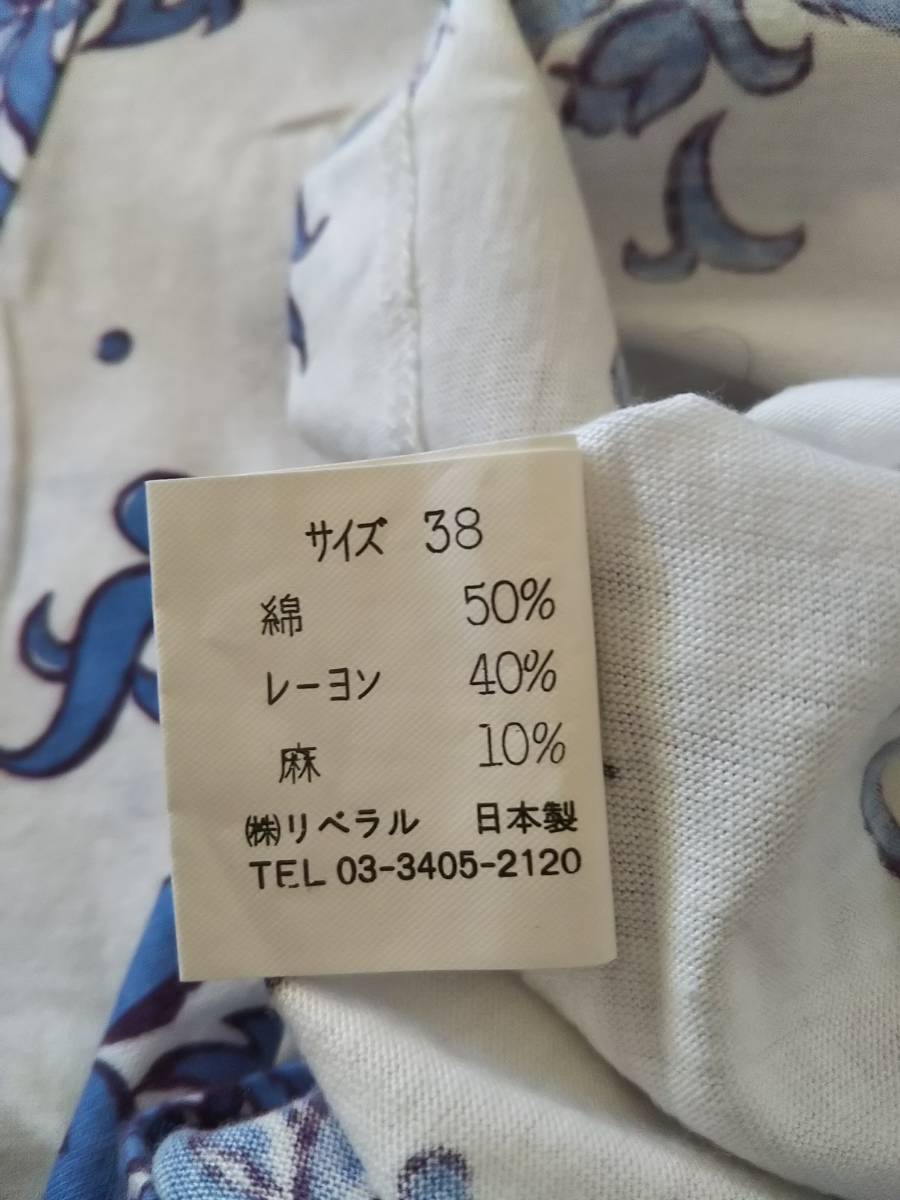 サイズ 38
綿 50%
レーヨン 40%
麻 10%
㈱リベラル 日本製
TEL 03-3405-2120